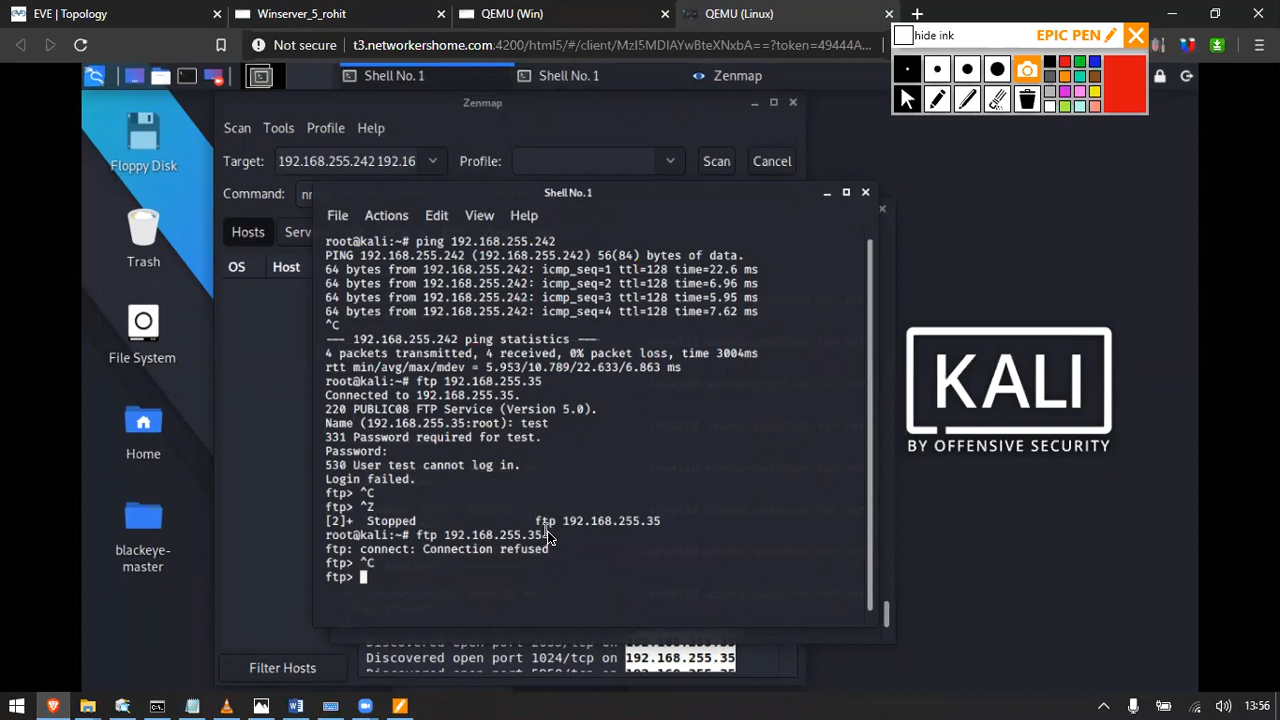 EVE | Topology
Winserver_5_rohit
QEMU (Win)
QEMU (Linux)
Not secure
rl.networkershome.com:4200/html5/#/client/MzI5MDIAYwBteXNxbA==?token=49444A...
hide ink
EPIC PEN
Shell No. 1
Shell No. 1
Zenmap
Zenmap
Scan Tools Profile Help
Target: 192.168.255.242 192.16 Profile: Scan Cancel
Command:
Hosts
OS Host
Floppy Disk
Trash
File System
Home
blackeye-
master
Shell No.1
File Actions Edit View Help
root@kali:~# ping 192.168.255.242
PING 192.168.255.242 (192.168.255.242) 56(84) bytes of data.
64 bytes from 192.168.255.242: icmp_seq=1 ttl=128 time=22.6 ms
64 bytes from 192.168.255.242: icmp_seq=2 ttl=128 time=6.96 ms
64 bytes from 192.168.255.242: icmp_seq=3 ttl=128 time=5.95 ms
64 bytes from 192.168.255.242: icmp_seq=4 ttl=128 time=7.62 ms
^C
--- 192.168.255.242 ping statistics ---
4 packets transmitted, 4 received, 0% packet loss, time 3004ms
rtt min/avg/max/mdev = 5.953/10.789/22.633/6.863 ms
root@kali:~# ftp 192.168.255.35
Connected to 192.168.255.35.
220 PUBLIC08 FTP Service (Version 5.0).
Name (192.168.255.35:root): test
331 Password required for test.
Password:
530 User test cannot log in.
Login failed.
ftp> ^C
ftp> ^Z
[2]+ Stopped ftp 192.168.255.35
root@kali:~# ftp 192.168.255.35
ftp: connect: Connection refused
ftp> ^C
ftp>
KALI
BY OFFENSIVE SECURITY
Filter Hosts
Discovered open port 1024/tcp on 192.168.255.35
13:56